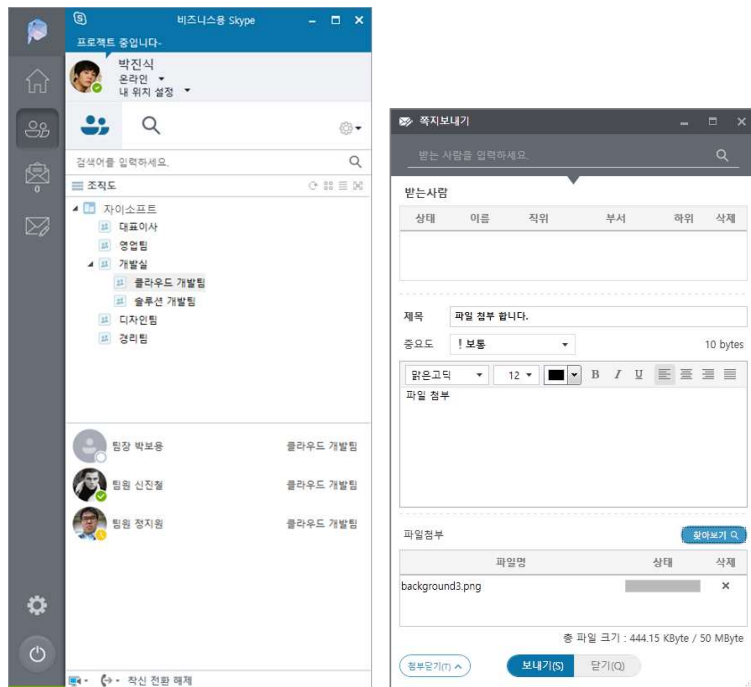 비즈니스용 Skype
프로젝트 중입니다-
박진식
온라인
내 위치 설정
검색어를 입력하세요.
조직도
자이소프트
대표이사
영업팀
개발실
클라우드 개발팀
솔루션 개발팀
디자인팀
경리팀
0
팀장 박보용 클라우드 개발팀
팀원 신진철 클라우드 개발팀
팀원 정지원 클라우드 개발팀
착신 전환 해제
쪽지보내기
받는 사람을 입력하세요.
받는사람
상태 이름 직위 부서 하위 삭제
제목 파일 첨부 합니다.
중요도 ! 보통 10 bytes
맑은고딕 12 B I U
파일 첨부
파일첨부 찾아보기
파일명 상태 삭제
background3.png
총 파일 크기 : 444.15 KByte / 50 MByte
첨부닫기(T) 보내기(S) 닫기(Q)